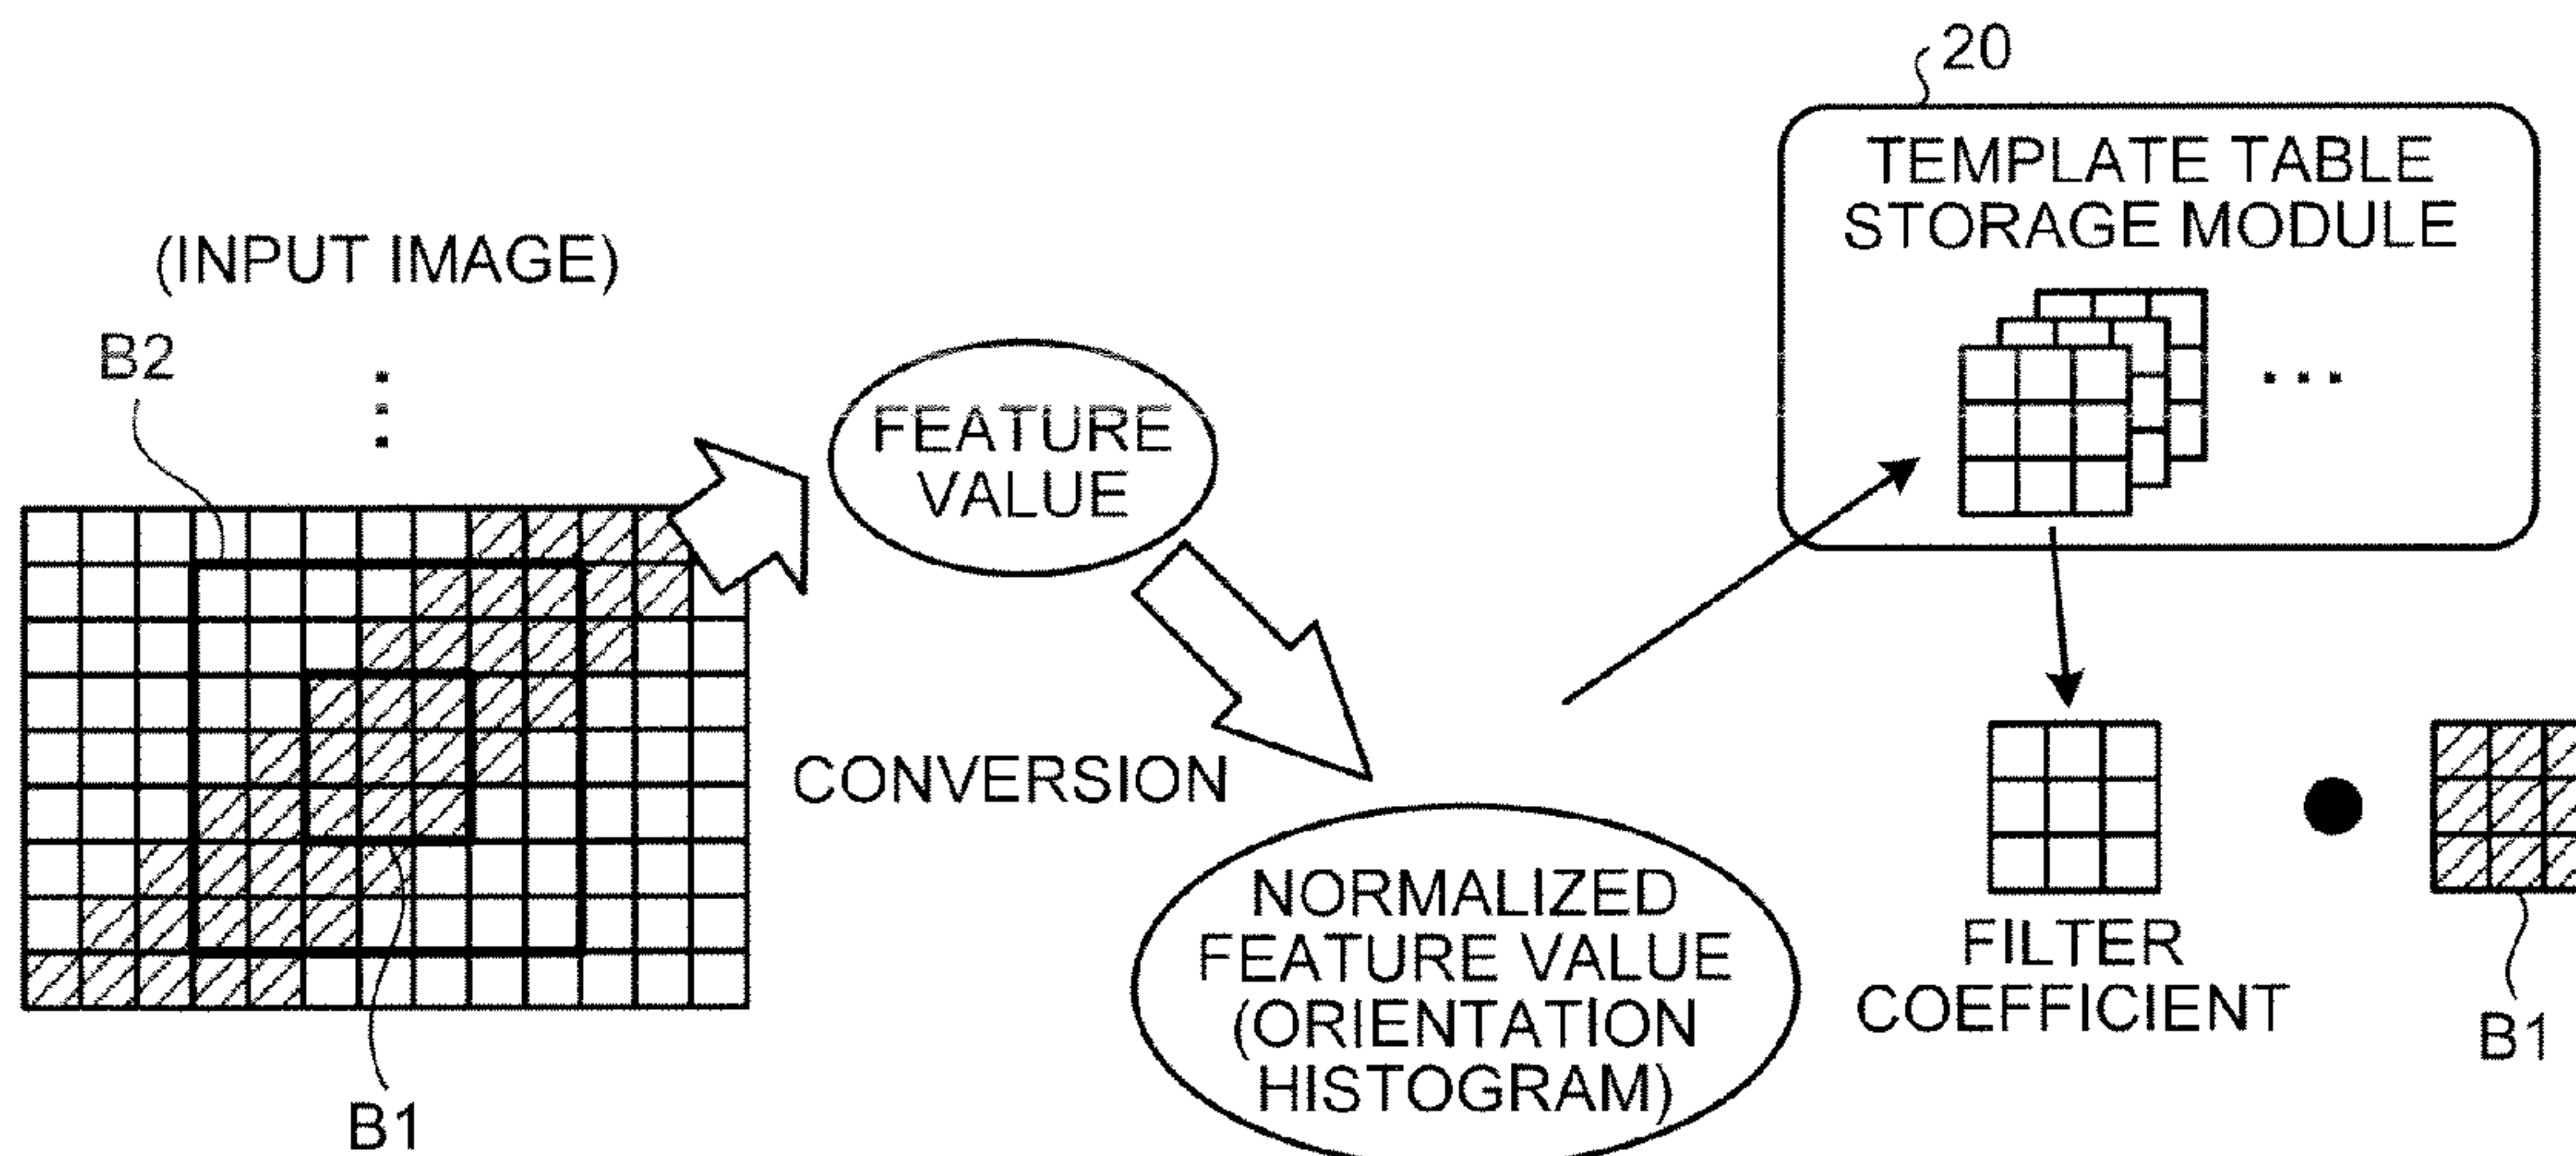 20
TEMPLATE TABLE
STORAGE MODULE
(INPUT IMAGE)
B2
FEATURE
VALUE
CONVERSION
NORMALIZED
FEATURE VALUE
(ORIENTATION
HISTOGRAM)
FILTER
COEFFICIENT
B1
B1